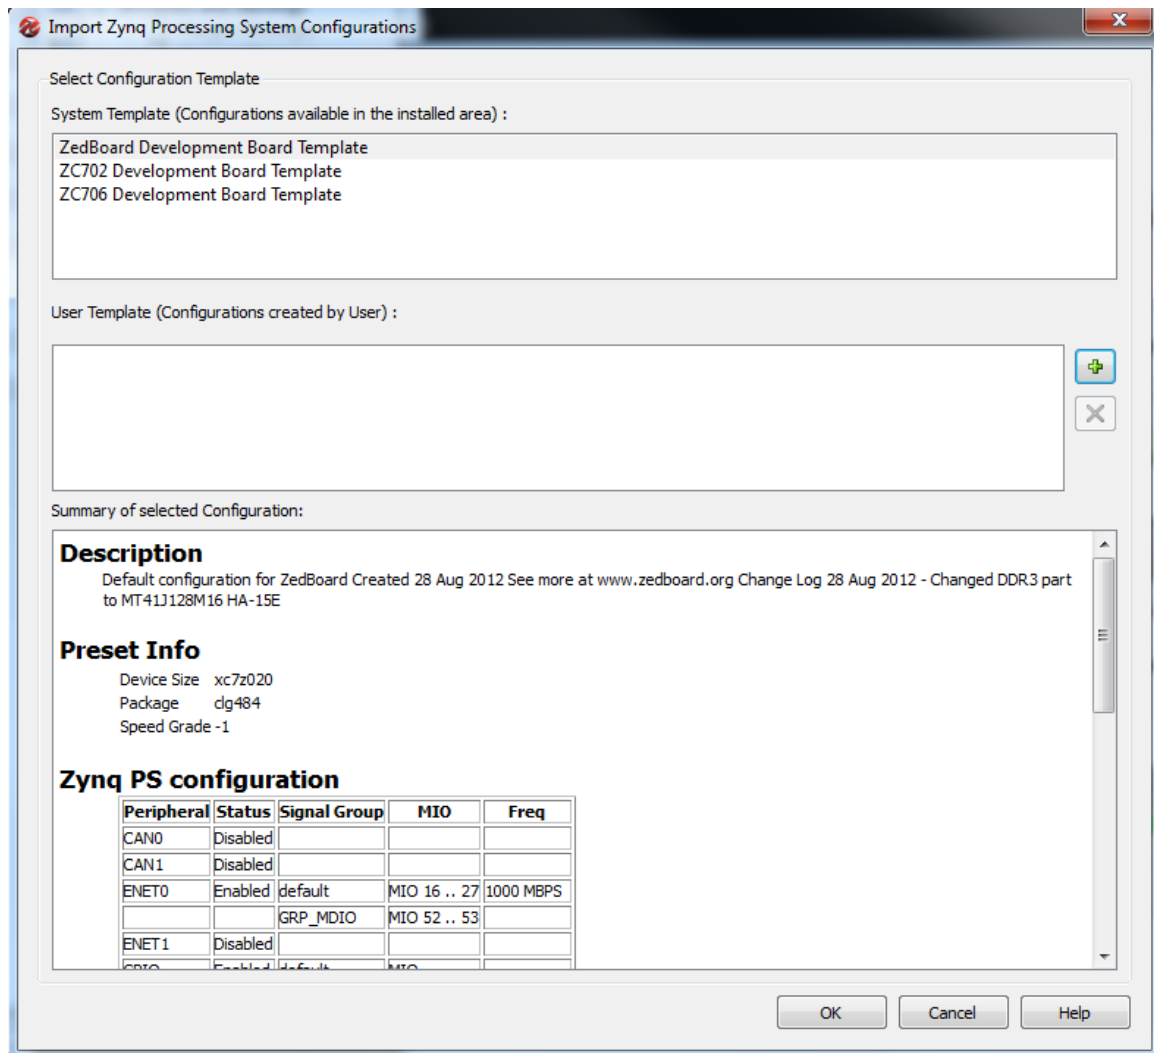 Import Zynq Processing System Configurations
Select Configuration Template
System Template (Configurations available in the installed area) :
ZedBoard Development Board Template
ZC702 Development Board Template
ZC706 Development Board Template
User Template (Configurations created by User) :
Summary of selected Configuration:
Description
Default configuration for ZedBoard Created 28 Aug 2012 See more at www.zedboard.org Change Log 28 Aug 2012 - Changed DDR3 part
to MT41J128M16 HA-15E
Preset Info
Device Size xc7z020
Package clg484
Speed Grade -1
Zynq PS configuration
Peripheral Status Signal Group MIO Freq
CAN0 Disabled
CAN1 Disabled
ENET0 Enabled default MIO 16 .. 27 1000 MBPS
GRP_MDIO MIO 52 .. 53
ENET1 Disabled
GPIO Enabled default MIO
OK Cancel Help